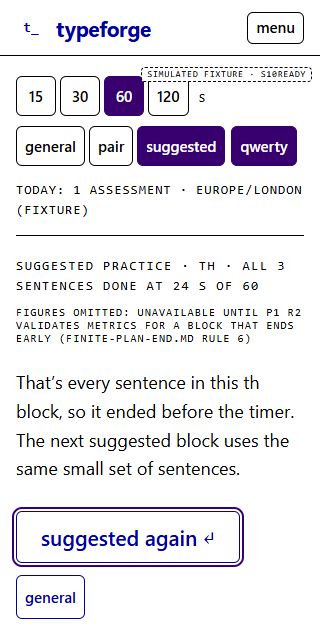 t_ typeforge
menu
SIMULATED FIXTURE · S10READY
15 30 60 120 s
general pair suggested qwerty
TODAY: 1 ASSESSMENT · EUROPE/LONDON
(FIXTURE)
SUGGESTED PRACTICE · TH · ALL 3
SENTENCES DONE AT 24 S OF 60
FIGURES OMITTED: UNAVAILABLE UNTIL P1 R2
VALIDATES METRICS FOR A BLOCK THAT ENDS
EARLY (FINITE-PLAN-END.MD RULE 6)
That's every sentence in this th
block, so it ended before the timer.
The next suggested block uses the
same small set of sentences.
suggested again ↵
general